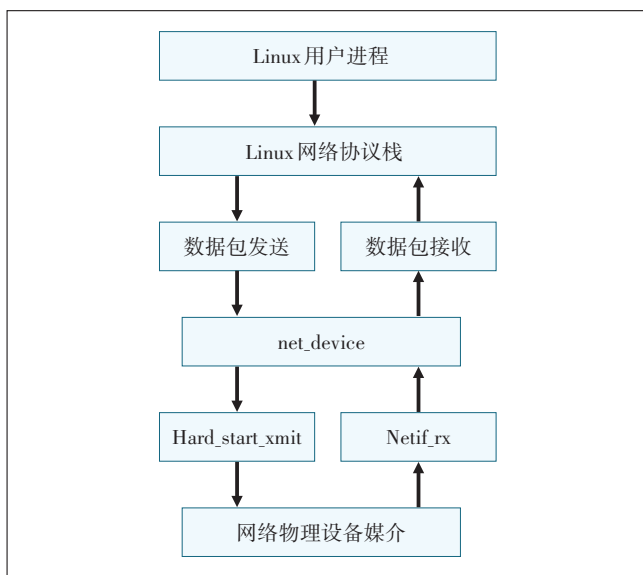 Linux用户进程
Linux网络协议栈
数据包发送
数据包接收
net_device
Hard_start_xmit
Netif_rx
网络物理设备媒介